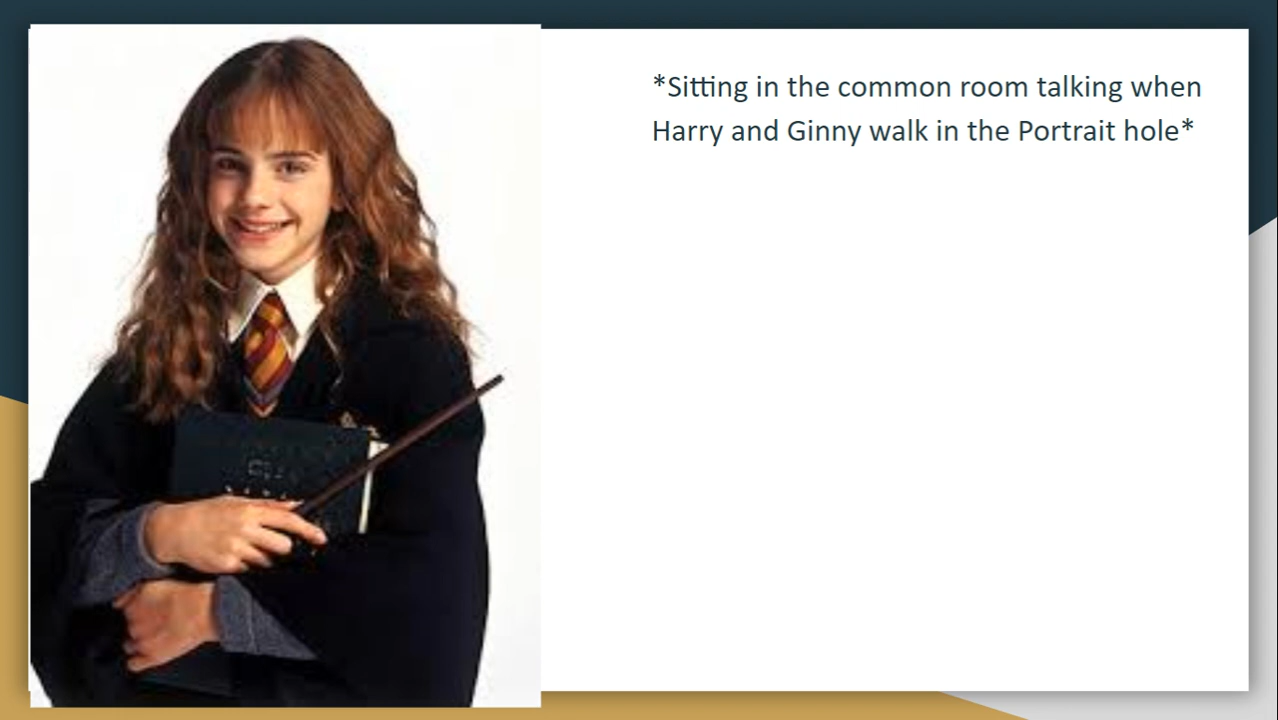 *Sitting in the common room talking when
Harry and Ginny walk in the Portrait hole*